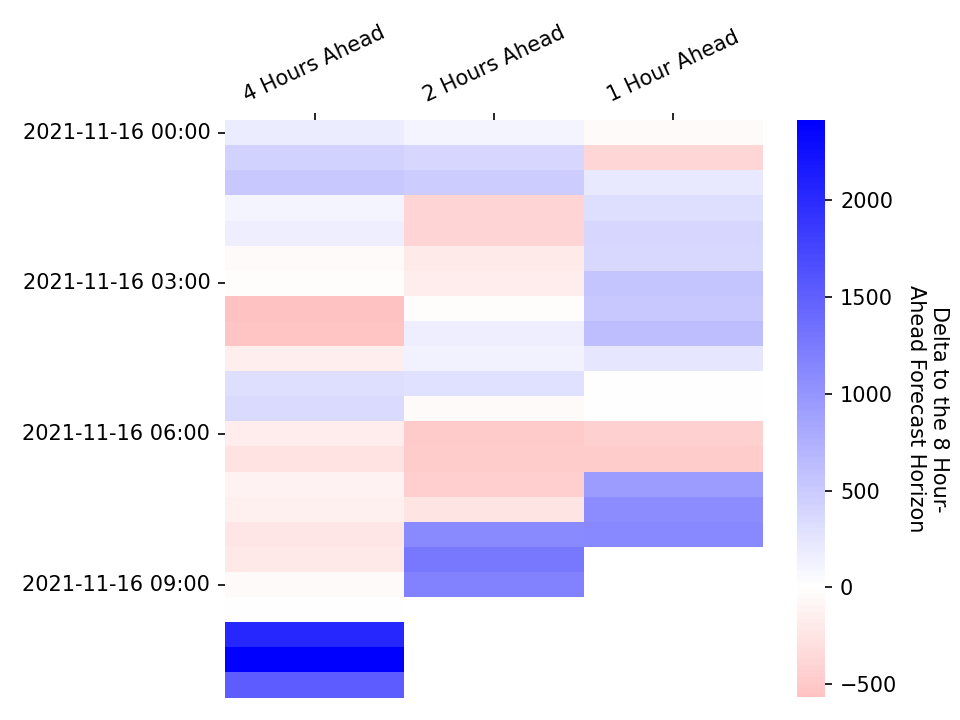 4 Hours Ahead
2 Hours Ahead
1 Hour Ahead
2021-11-16 00:00
2021-11-16 03:00
2021-11-16 06:00
2021-11-16 09:00
2000
1500
1000
500
0
−500
Delta to the 8 Hour-
Ahead Forecast Horizon